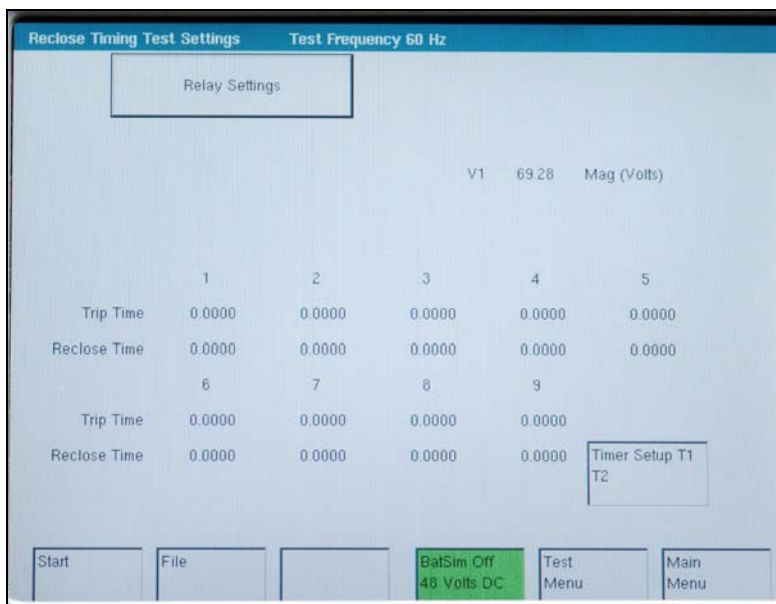 Reclose Timing Test Settings Test Frequency 60 Hz
Relay Settings
V1 69.28 Mag (Volts)
1 2 3 4 5
Trip Time 0.0000 0.0000 0.0000 0.0000 0.0000
Reclose Time 0.0000 0.0000 0.0000 0.0000 0.0000
6 7 8 9
Trip Time 0.0000 0.0000 0.0000 0.0000
Reclose Time 0.0000 0.0000 0.0000 0.0000
Timer Setup T1
T2
Start
File
BatSim Off
48 Volts DC
Test
Menu
Main
Menu